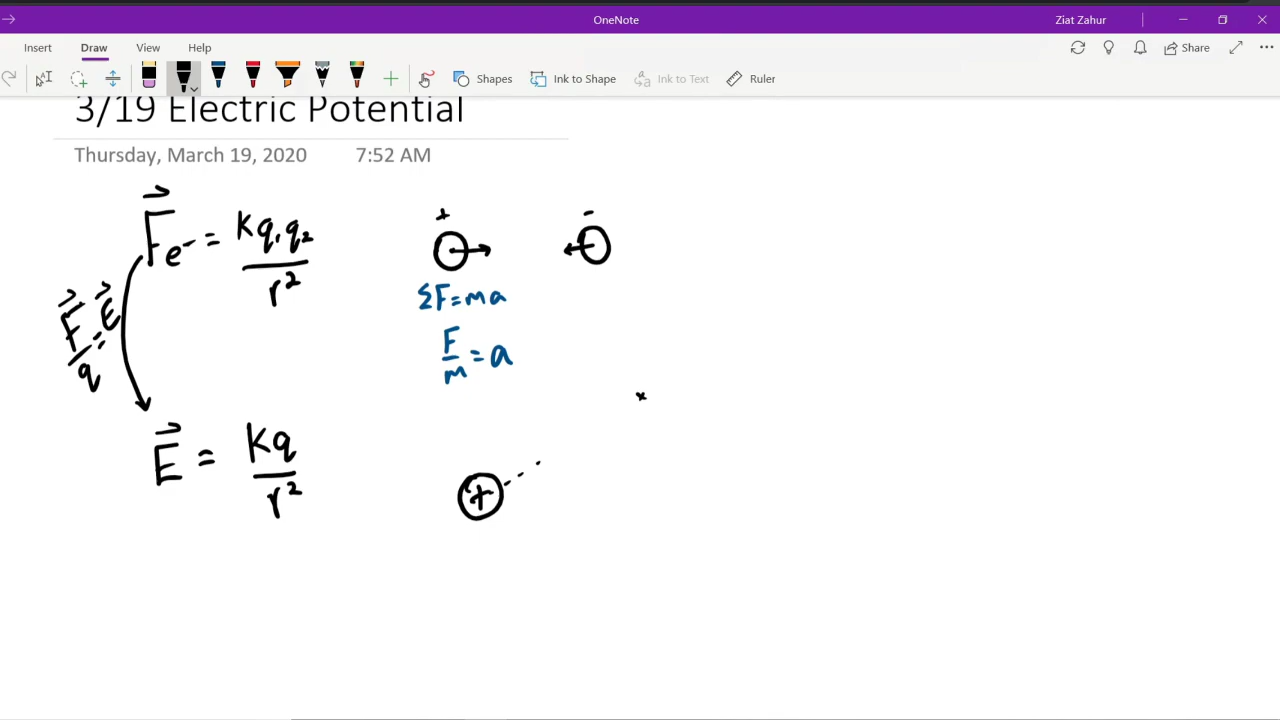 OneNote
Ziat Zahur
Insert Draw View Help
Share
Shapes Ink to Shape Ink to Text Ruler
3/19 Electric Potential
Thursday, March 19, 2020 7:52 AM
F⃗e- = Kq₁q₂/r²
+ -
ΣF=ma
F/m = a
F⃗/q = E⃗
E⃗ = Kq/r²
+